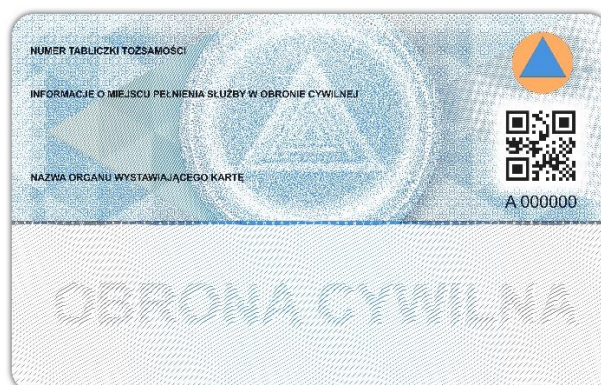 NUMER TABLICZKI TOŻSAMOŚCI
INFORMACJE O MIEJSCU PEŁNIENIA SŁUŻBY W OBRONIE CYWILNEJ
NAZWA ORGANU WYSTAWIAJĄCEGO KARTĘ
A 000000
OBRONA CYWILNA